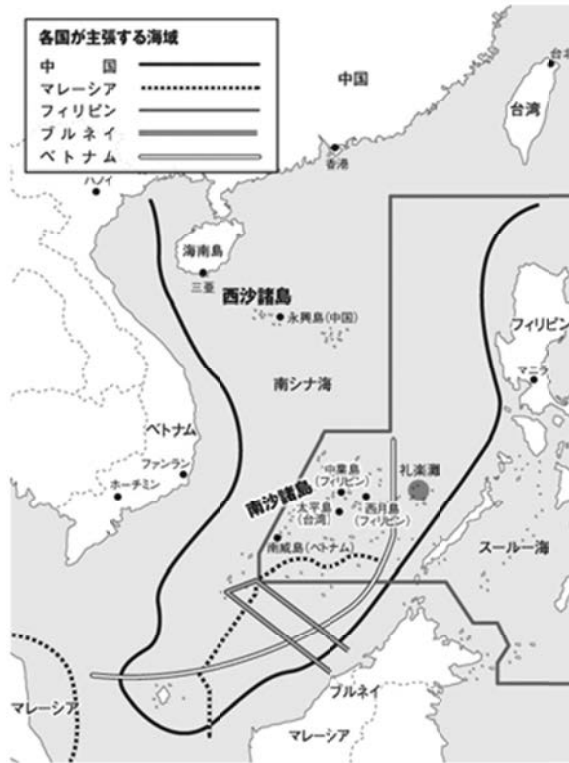 各国が主張する海域
中国
マレーシア
フィリピン
ブルネイ
ベトナム
ハノイ
中国
台北
台湾
香港
海南島
三亜
西沙諸島
永興島(中国)
フィリピン
マニラ
南シナ海
ベトナム
ファンラン
ホーチミン
南沙諸島
中業島
(フィリピン)
礼楽灘
太平島
(台湾)
西月島
(フィリピン)
南威島(ベトナム)
スールー海
マレーシア
ブルネイ
マレーシア